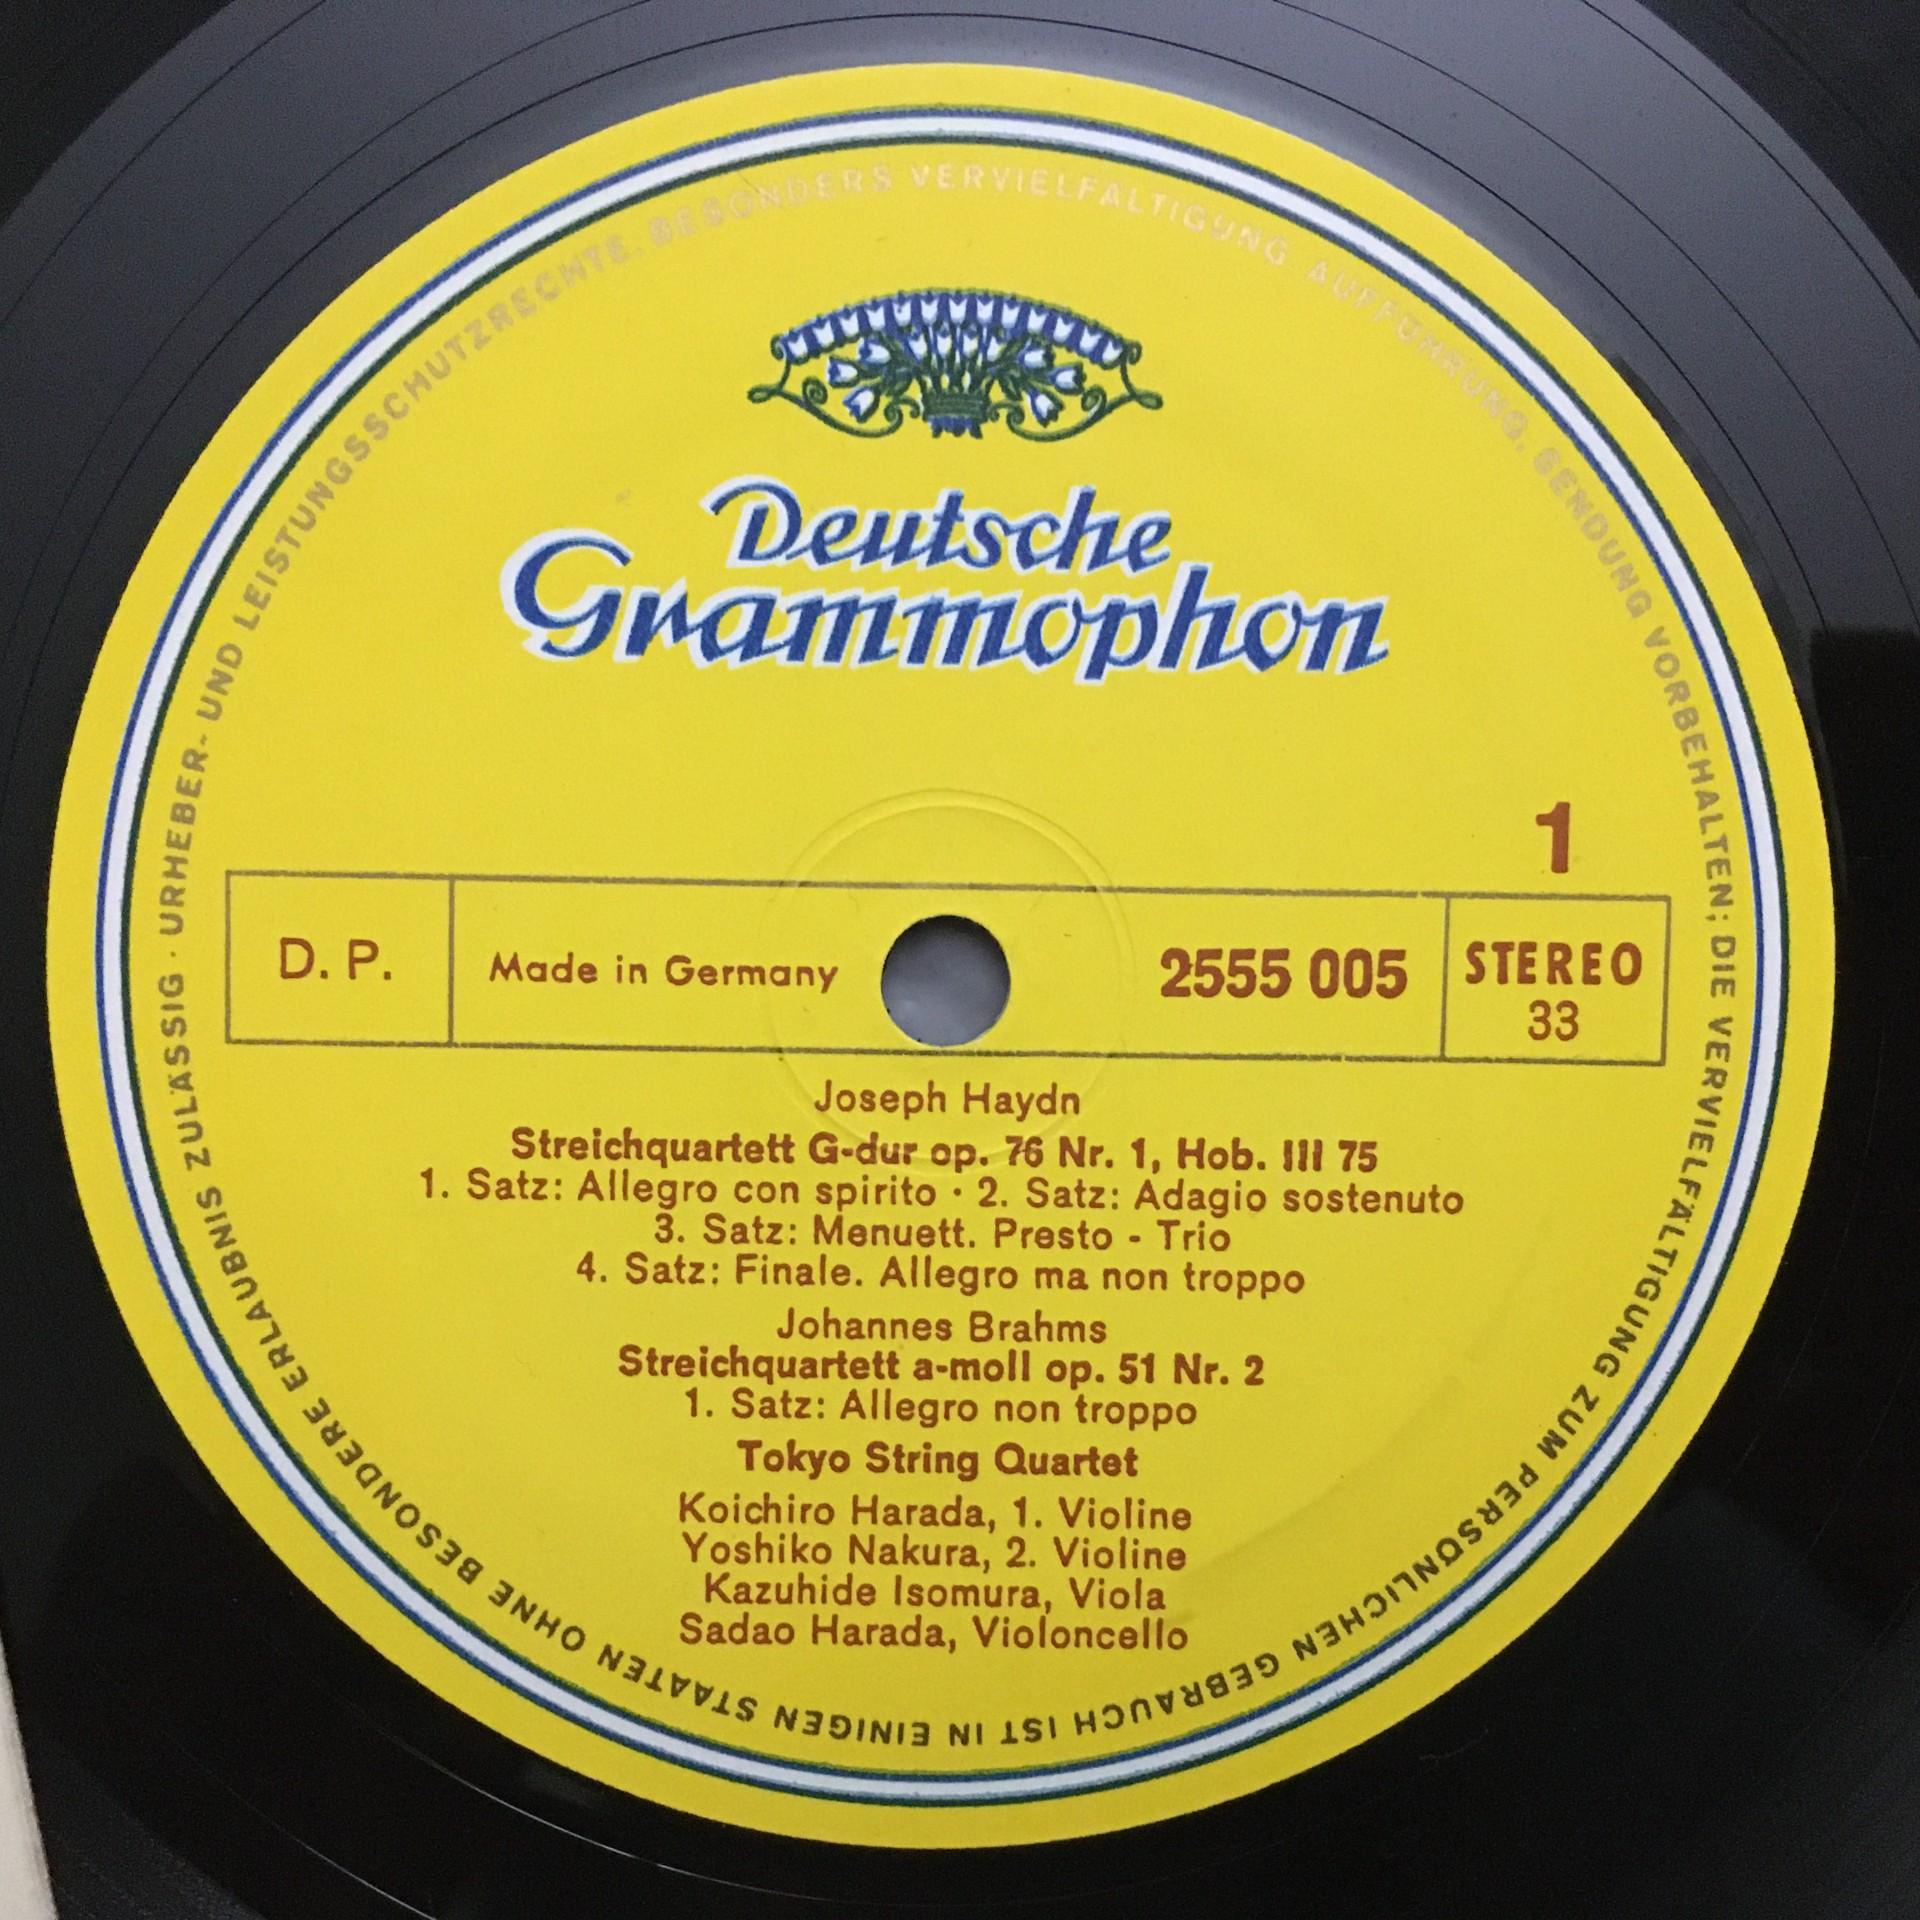 Deutsche
Grammophon
1
D. P.
Made in Germany
2555 005
STEREO
33
Joseph Haydn
Streichquartett G-dur op. 76 Nr. 1, Hob. III 75
1. Satz: Allegro con spirito · 2. Satz: Adagio sostenuto
3. Satz: Menuett. Presto - Trio
4. Satz: Finale. Allegro ma non troppo
Johannes Brahms
Streichquartett a-moll op. 51 Nr. 2
1. Satz: Allegro non troppo
Tokyo String Quartet
Koichiro Harada, 1. Violine
Yoshiko Nakura, 2. Violine
Kazuhide Isomura, Viola
Sadao Harada, Violoncello
· URHEBER- UND LEISTUNGSSCHUTZRECHTE, BESONDERS VERVIELFÄLTIGUNG, AUFFÜHRUNG, SENDUNG VORBEHALTEN; DIE VERVIELFÄLTIGUNG ZUM PERSÖNLICHEN GEBRAUCH IST IN EINIGEN STAATEN OHNE BESONDERE ERLAUBNIS ZULÄSSIG